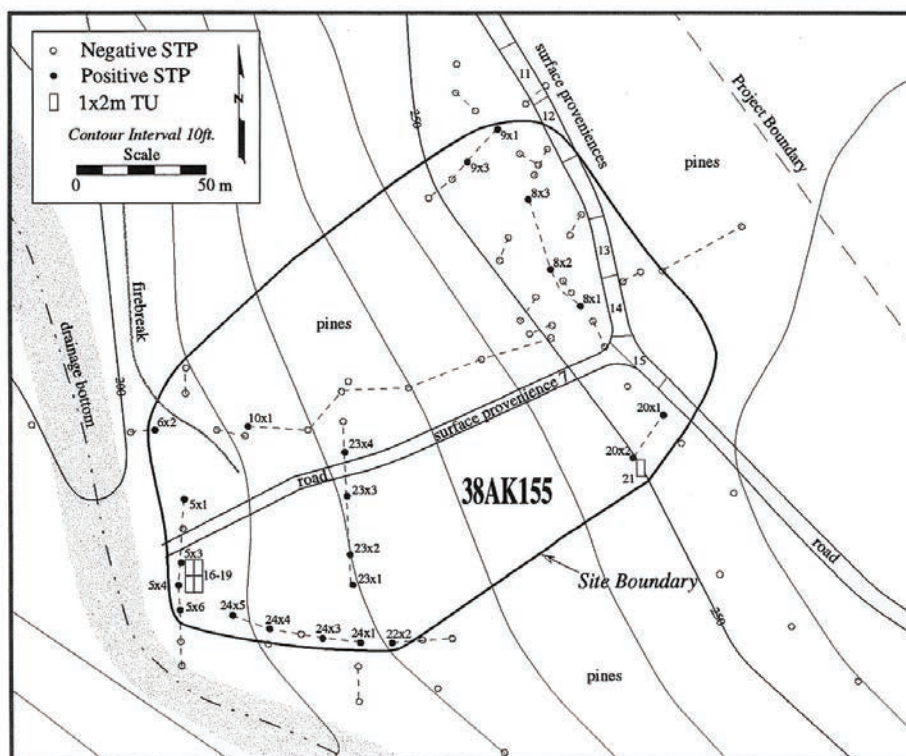 Negative STP
Positive STP
1x2m TU
Contour Interval 10ft.
Scale
0 50 m
N
11
surface proveniences
12
250
Project Boundary
9x1
9x3
pines
8x3
13
8x2
firebreak
8x1
14
pines
drainage bottom
15
200
surface provenience 7
20x1
6x2
10x1
23x4
20x2
road
21
23x3
38AK155
5x1
road
23x2
5x3
16-19
5x4
23x1
Site Boundary
5x6
24x5
24x4
24x3
24x1
22x2
250
pines